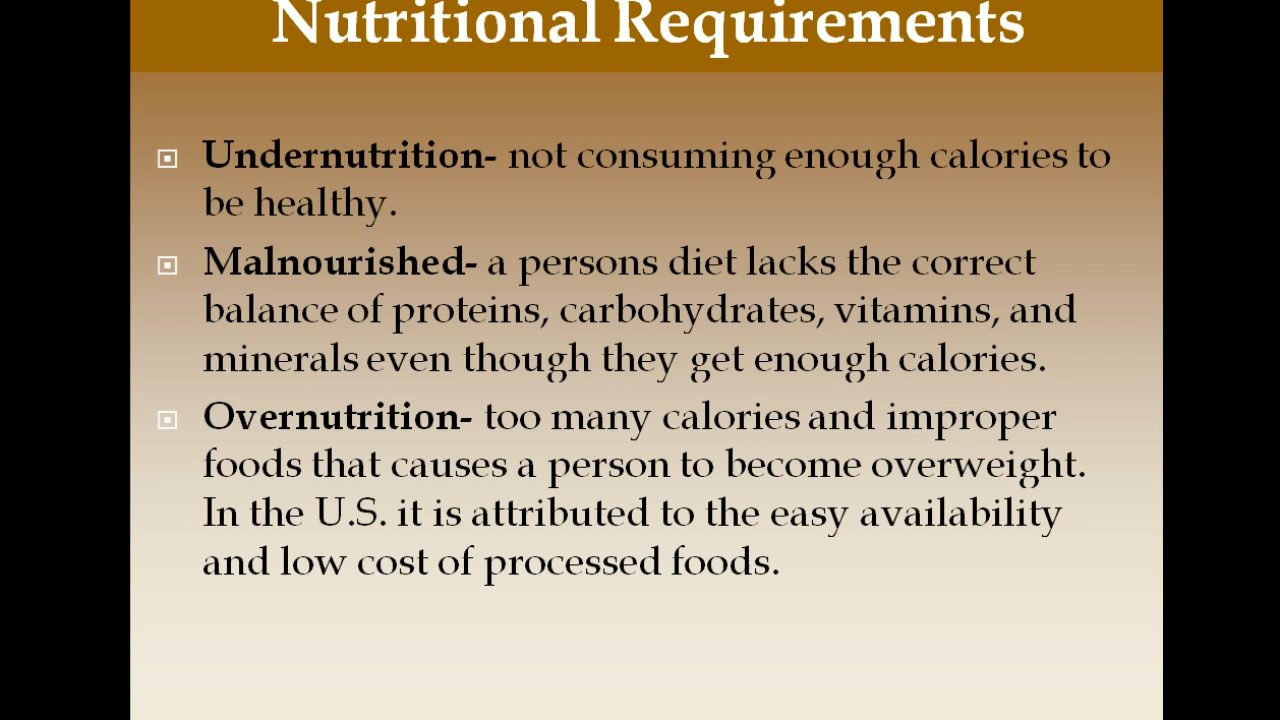 Nutritional Requirements
Undernutrition- not consuming enough calories to
be healthy.
Malnourished- a persons diet lacks the correct
balance of proteins, carbohydrates, vitamins, and
minerals even though they get enough calories.
Overnutrition- too many calories and improper
foods that causes a person to become overweight.
In the U.S. it is attributed to the easy availability
and low cost of processed foods.